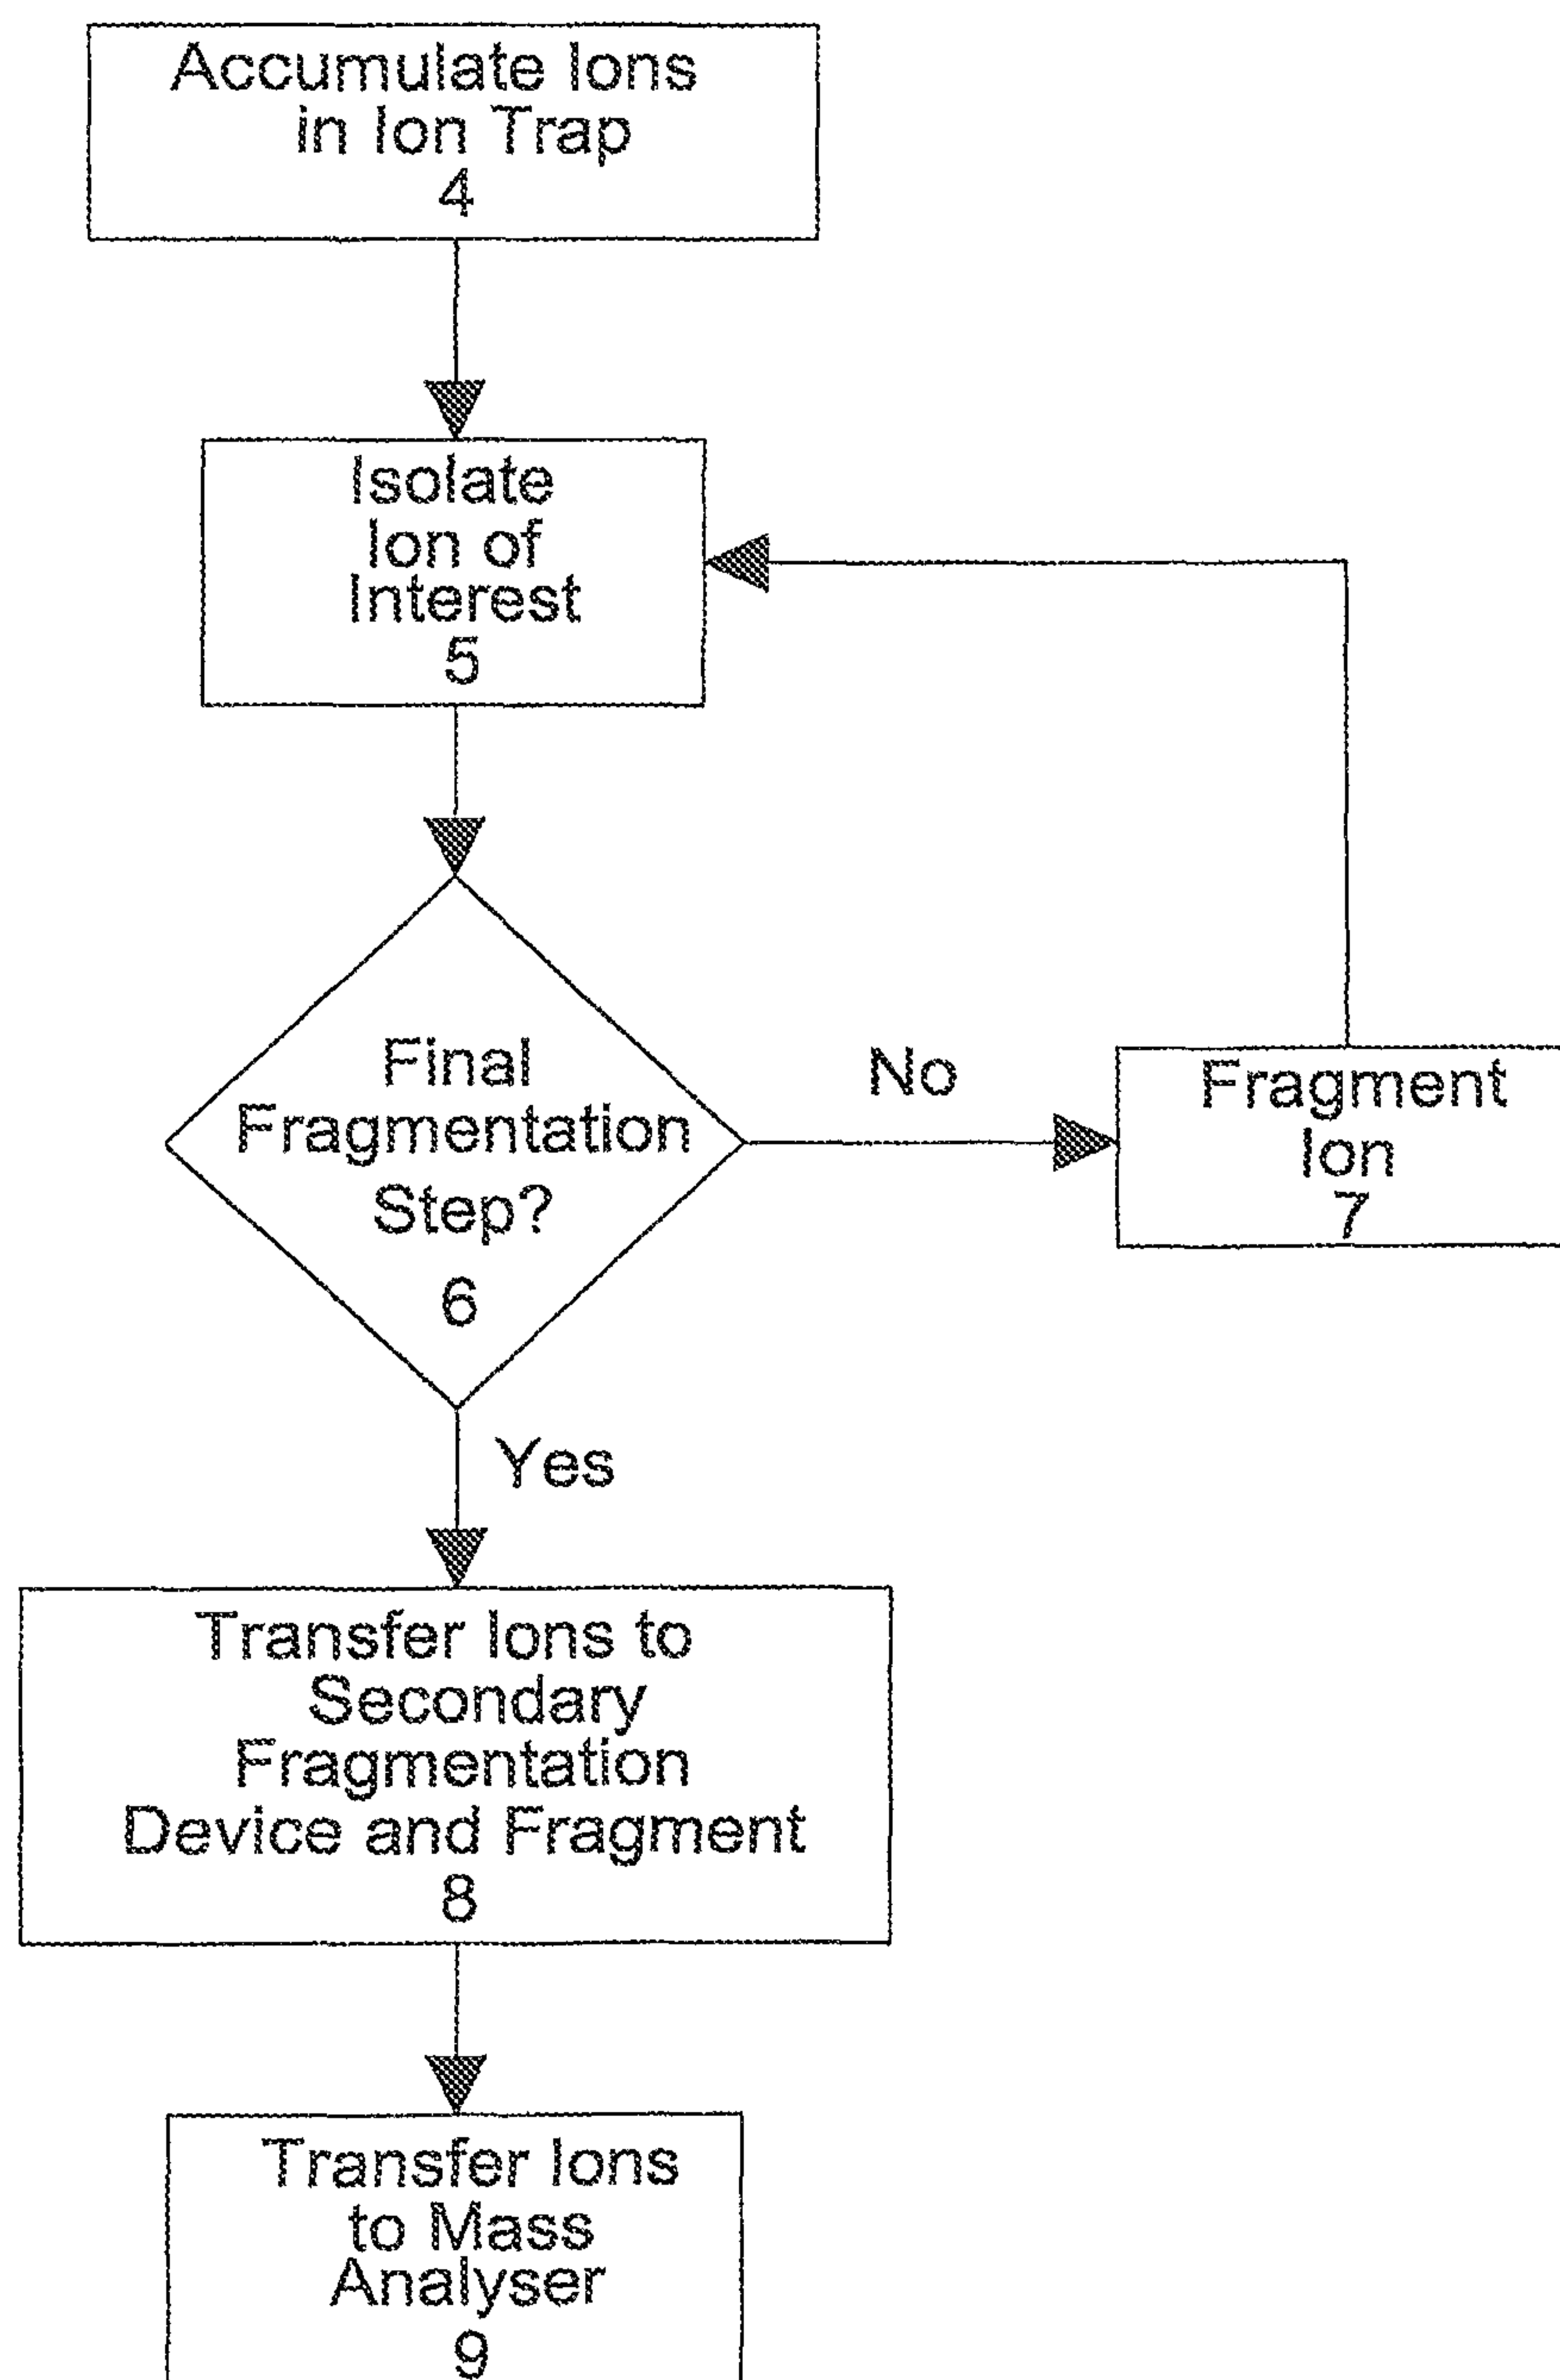 Accumulate Ions
in Ion Trap
4
Isolate
Ion of
Interest
5
Final
Fragmentation
Step?
6
No
Fragment
Ion
7
Yes
Transfer Ions to
Secondary
Fragmentation
Device and Fragment
8
Transfer Ions
to Mass
Analyser
9